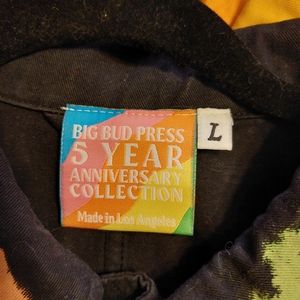 BIG BUD PRESS
5 YEAR
ANNIVERSARY
COLLECTION
Made in Los Angeles
L